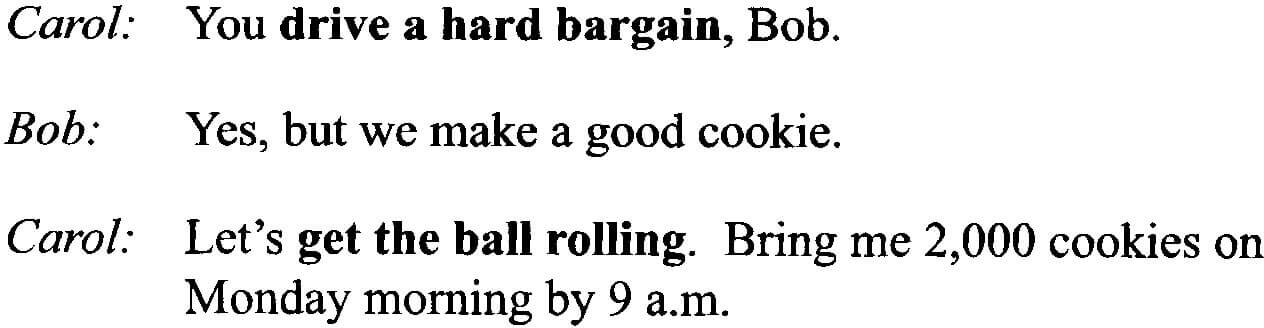 Carol: You drive a hard bargain, Bob.
Bob: Yes, but we make a good cookie.
Carol: Let's get the ball rolling. Bring me 2,000 cookies on
Monday morning by 9 a.m.